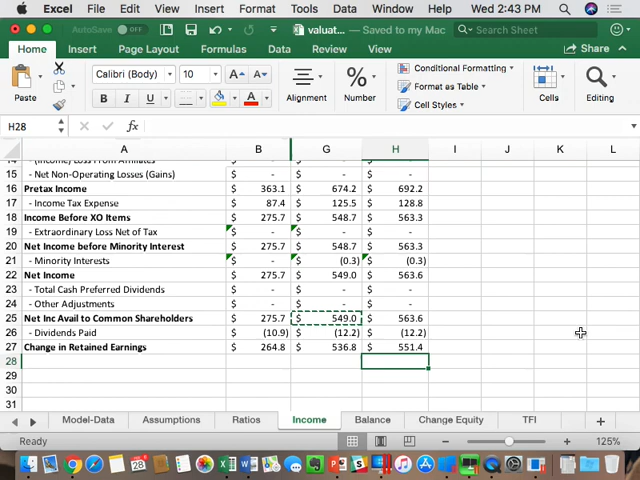 Excel File Edit View Insert Format Tools Data Window Help Wed 2:43 PM
AutoSave OFF valuat... — Saved to my Mac Search Sheet
Home Insert Page Layout Formulas Data Review View Share
Calibri (Body) 10 A A Conditional Formatting
Format as Table
Paste B I U A Alignment Number Cell Styles Cells Editing
H28 fx
A B G H I J K L
14 - (Income) Loss From Affiliates $ - $ - $ -
15 - Net Non-Operating Losses (Gains) $ - $ - $ -
16 Pretax Income $ 363.1 $ 674.2 $ 692.2
17 - Income Tax Expense $ 87.4 $ 125.5 $ 128.8
18 Income Before XO Items $ 275.7 $ 548.7 $ 563.3
19 - Extraordinary Loss Net of Tax $ - $ - $ -
20 Net Income before Minority Interest $ 275.7 $ 548.7 $ 563.3
21 - Minority Interests $ - $ (0.3) $ (0.3)
22 Net Income $ 275.7 $ 549.0 $ 563.6
23 - Total Cash Preferred Dividends $ - $ - $ -
24 - Other Adjustments $ - $ - $ -
25 Net Inc Avail to Common Shareholders $ 275.7 $ 549.0 $ 563.6
26 - Dividends Paid $ (10.9) $ (12.2) $ (12.2)
27 Change in Retained Earnings $ 264.8 $ 536.8 $ 551.4
28
29
30
31
Model-Data Assumptions Ratios Income Balance Change Equity TFI +
Ready 125%